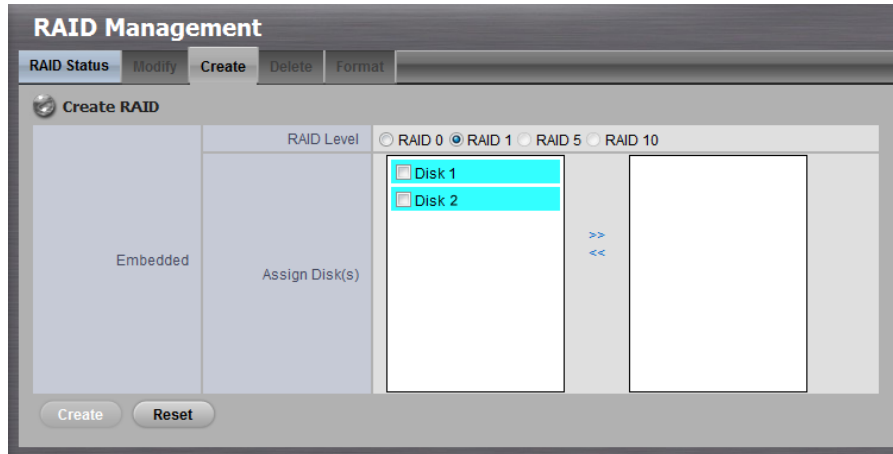 RAID Management
RAID Status Modify Create Delete Format
Create RAID
RAID Level RAID 0 RAID 1 RAID 5 RAID 10
Disk 1
Disk 2
>>
<<
Embedded Assign Disk(s)
Create Reset